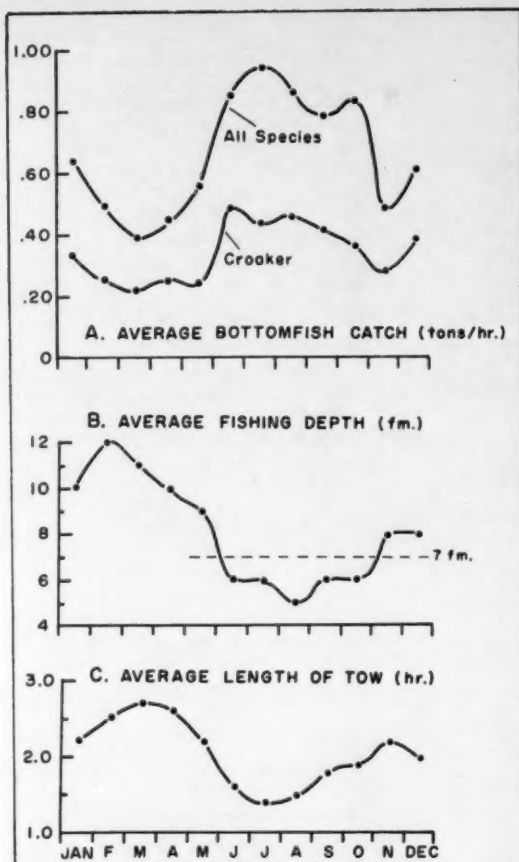 1.00
.80
All Species
.60
.40
Croaker
.20
A. AVERAGE BOTTOMFISH CATCH (tons/hr.)
0
B. AVERAGE FISHING DEPTH (fm.)
12
10
8
7 fm.
6
4
C. AVERAGE LENGTH OF TOW (hr.)
3.0
2.0
1.0
JAN F M A M J J A S O N DEC